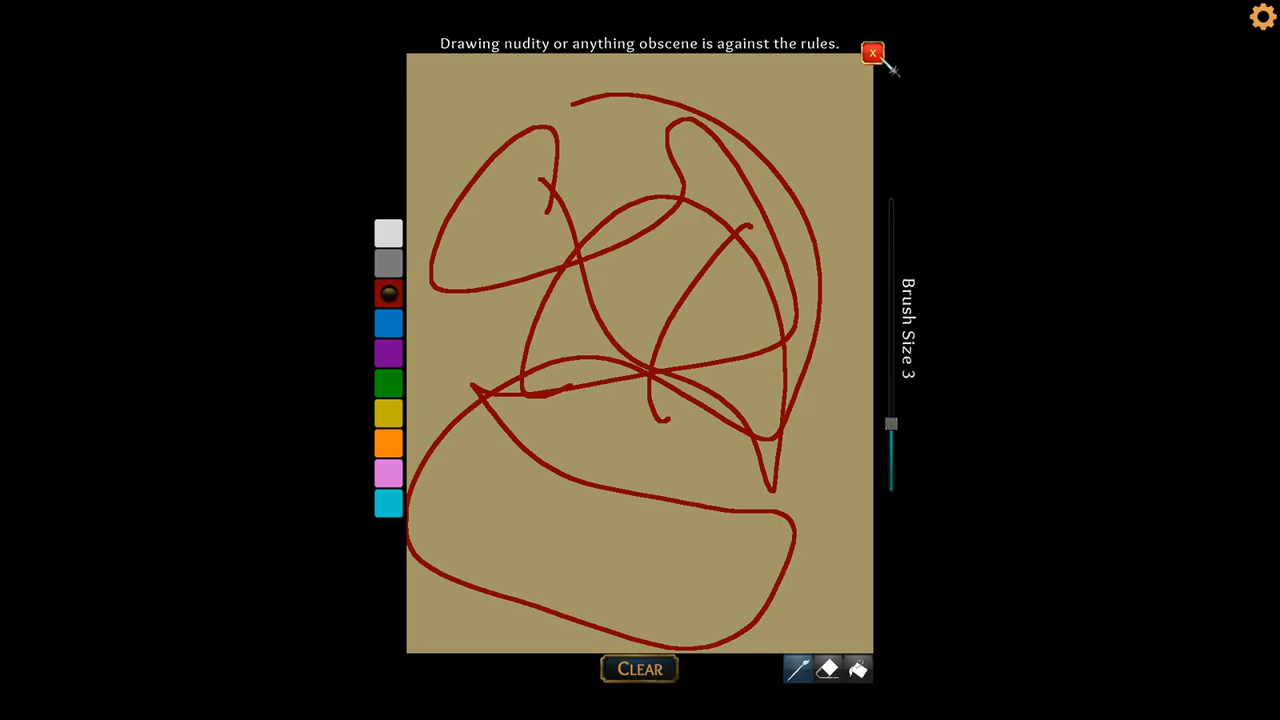 Drawing nudity or anything obscene is against the rules.
x
Brush Size 3
CLEAR